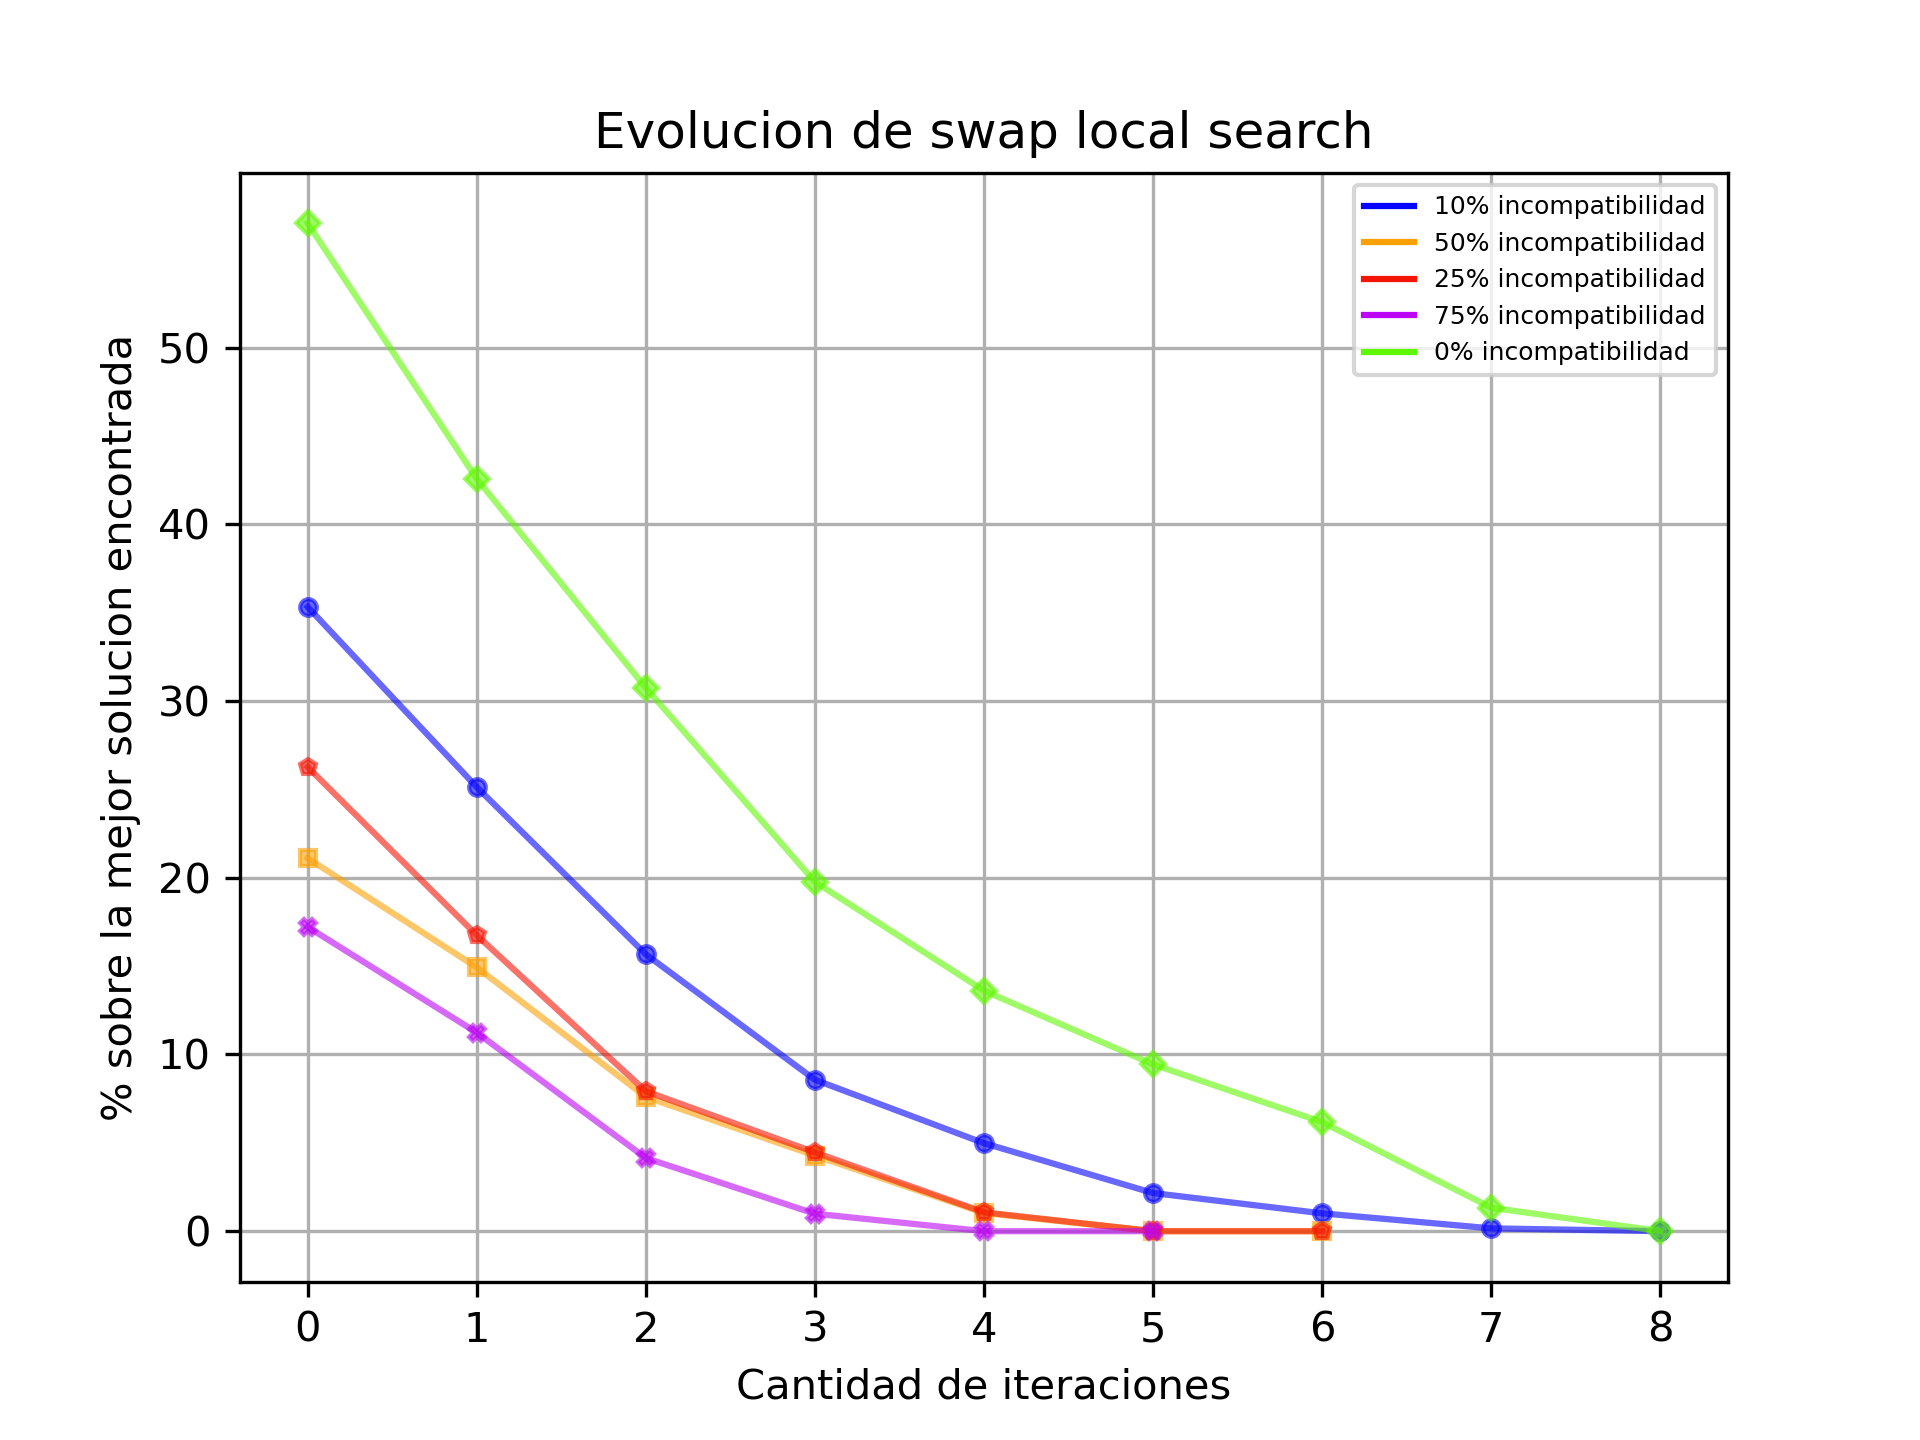 Evolucion de swap local search
10% incompatibilidad
50% incompatibilidad
25% incompatibilidad
75% incompatibilidad
0% incompatibilidad
% sobre la mejor solucion encontrada
50
40
30
20
10
0
0 1 2 3 4 5 6 7 8
Cantidad de iteraciones